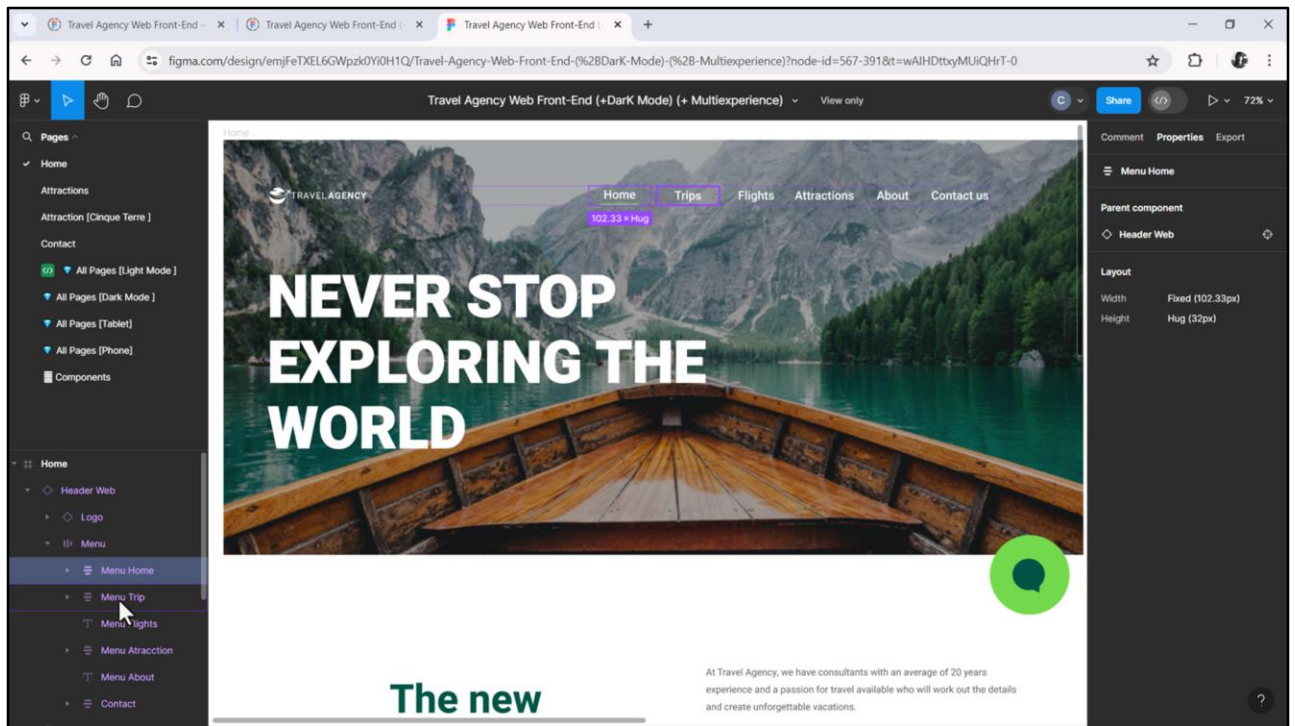 Travel Agency Web Front-End –
Travel Agency Web Front-End (
Travel Agency Web Front-End (
figma.com/design/emjFeTXEL6GWpzk0Yi0H1Q/Travel-Agency-Web-Front-End-(%2BDarK-Mode)-(%2B-Multiexperience)?node-id=567-391&t=wAIHDttxyMUiQHrT-0
Travel Agency Web Front-End (+DarK Mode) (+ Multiexperience)
View only
C
Share
72%
Pages
Home
Attractions
Attraction [Cinque Terre ]
Contact
All Pages [Light Mode ]
All Pages [Dark Mode ]
All Pages [Tablet]
All Pages [Phone]
Components
Home
Header Web
Logo
Menu
Menu Home
Menu Trip
Menu Flights
Menu Atracction
Menu About
Contact
Home
TRAVELAGENCY
Home Trips Flights Attractions About Contact us
102.33 × Hug
NEVER STOP
EXPLORING THE
WORLD
The new
At Travel Agency, we have consultants with an average of 20 years
experience and a passion for travel available who will work out the details
and create unforgettable vacations.
Comment Properties Export
Menu Home
Parent component
Header Web
Layout
Width Fixed (102.33px)
Height Hug (32px)
?